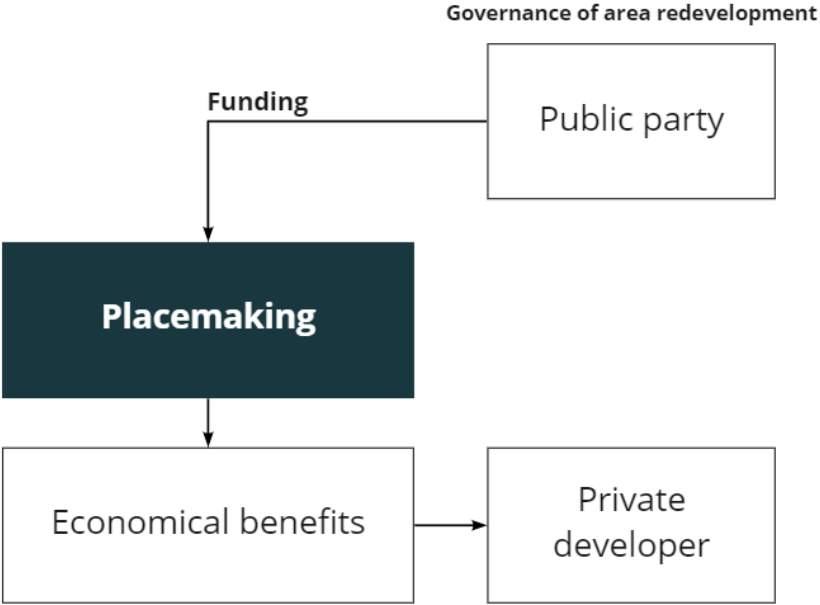 Governance of area redevelopment
Public party
Funding
Placemaking
Economical benefits
Private
developer